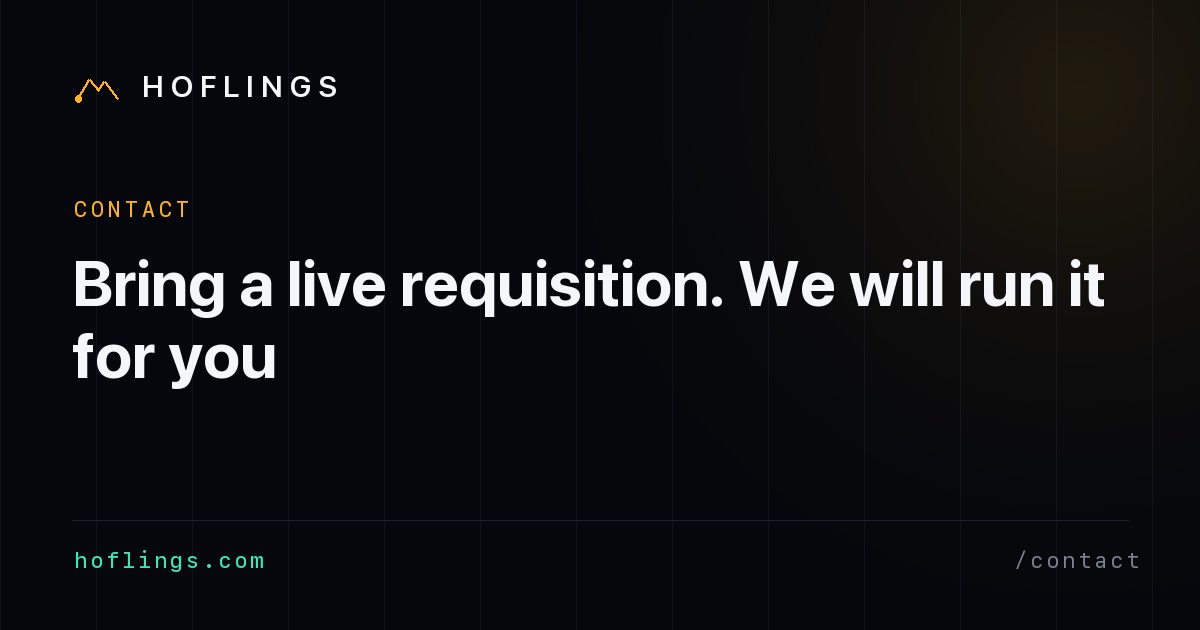 HOFLINGS
CONTACT
Bring a live requisition. We will run it
for you
hoflings.com
/contact